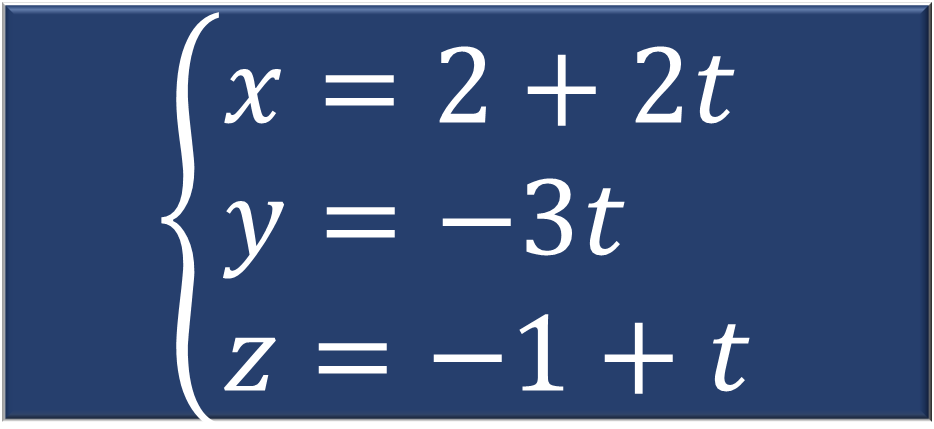 x = 2 + 2t
y = −3t
z = −1 + t